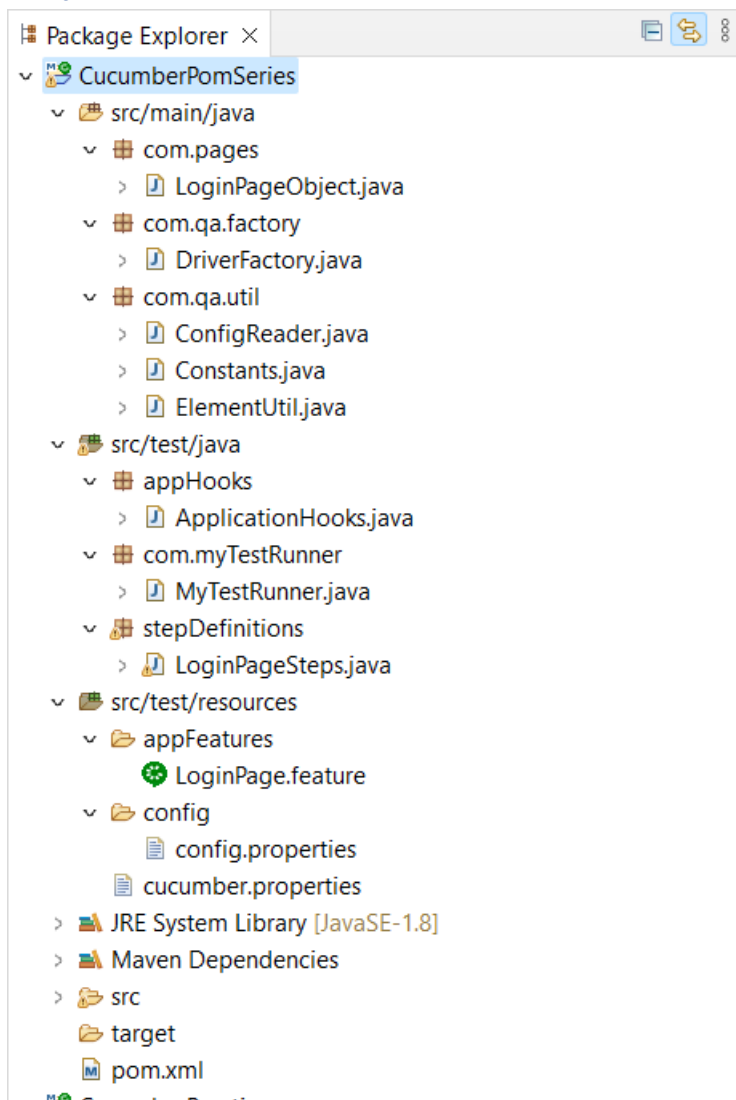 Package Explorer
CucumberPomSeries
src/main/java
com.pages
LoginPageObject.java
com.qa.factory
DriverFactory.java
com.qa.util
ConfigReader.java
Constants.java
ElementUtil.java
src/test/java
appHooks
ApplicationHooks.java
com.myTestRunner
MyTestRunner.java
stepDefinitions
LoginPageSteps.java
src/test/resources
appFeatures
LoginPage.feature
config
config.properties
cucumber.properties
JRE System Library [JavaSE-1.8]
Maven Dependencies
src
target
pom.xml